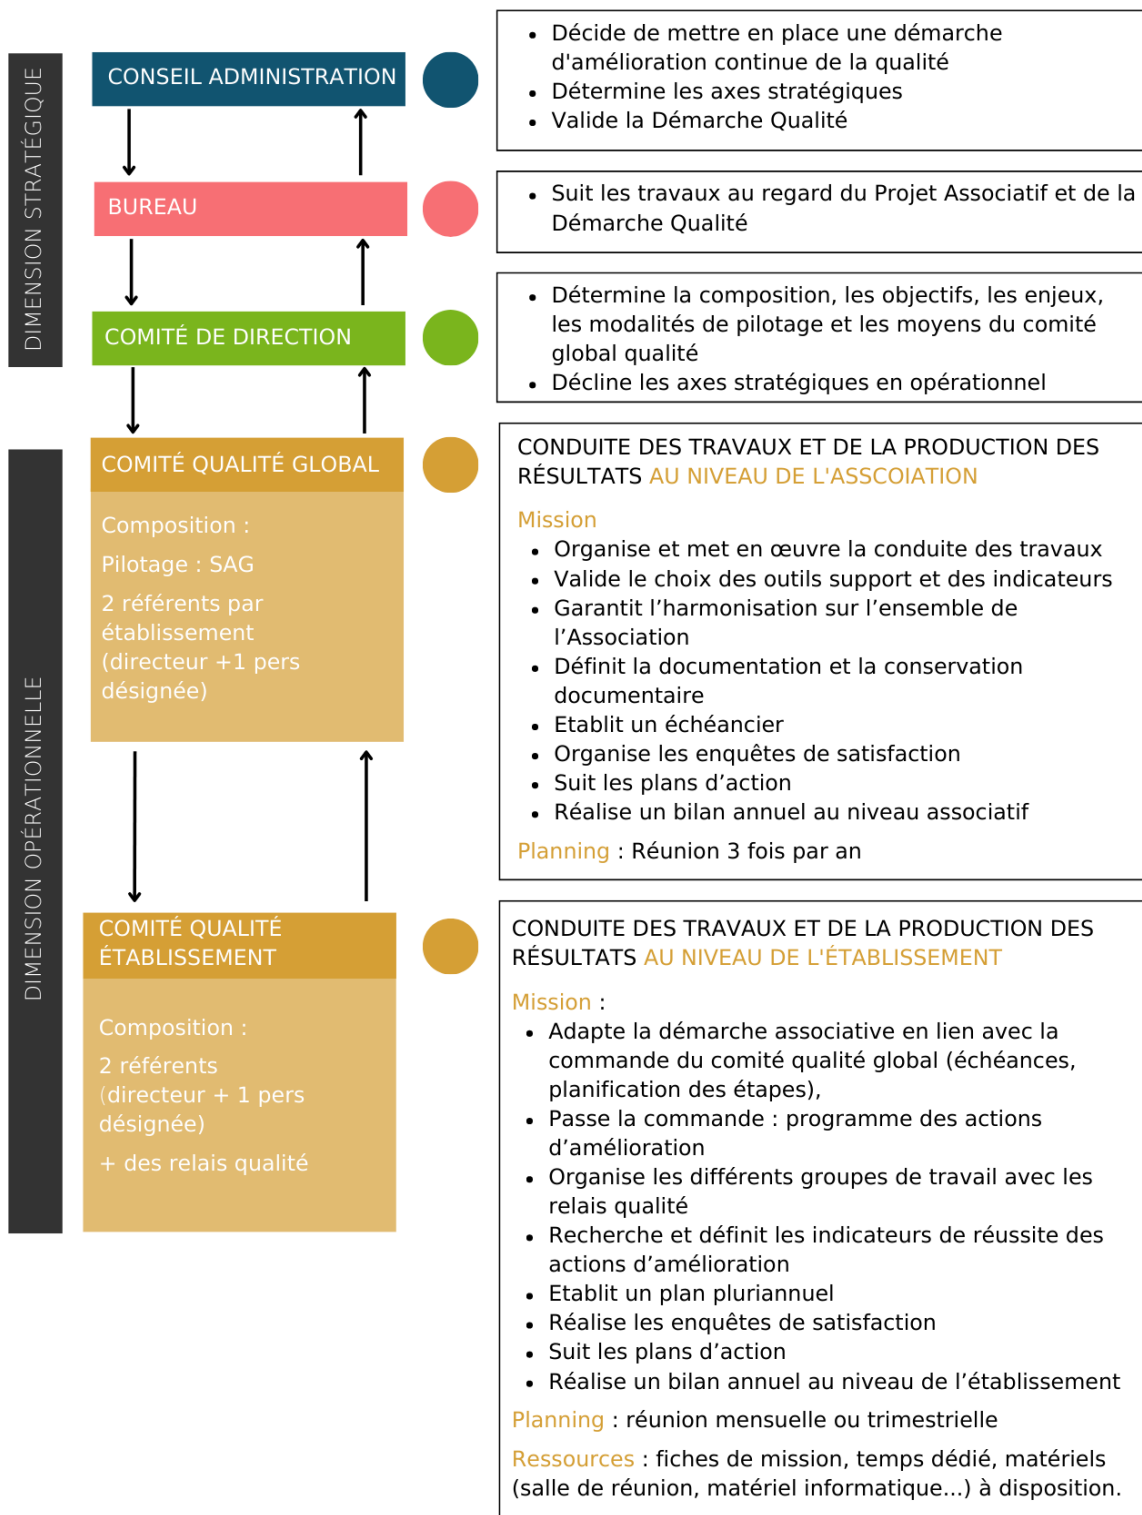 DIMENSION STRATÉGIQUE
CONSEIL ADMINISTRATION
• Décide de mettre en place une démarche
d'amélioration continue de la qualité
• Détermine les axes stratégiques
• Valide la Démarche Qualité
BUREAU
• Suit les travaux au regard du Projet Associatif et de la
Démarche Qualité
COMITÉ DE DIRECTION
• Détermine la composition, les objectifs, les enjeux,
les modalités de pilotage et les moyens du comité
global qualité
• Décline les axes stratégiques en opérationnel
DIMENSION OPÉRATIONNELLE
COMITÉ QUALITÉ GLOBAL
Composition :
Pilotage : SAG
2 référents par
établissement
(directeur +1 pers
désignée)
CONDUITE DES TRAVAUX ET DE LA PRODUCTION DES
RÉSULTATS AU NIVEAU DE L'ASSCOIATION
Mission
• Organise et met en œuvre la conduite des travaux
• Valide le choix des outils support et des indicateurs
• Garantit l’harmonisation sur l’ensemble de
l’Association
• Définit la documentation et la conservation
documentaire
• Etablit un échéancier
• Organise les enquêtes de satisfaction
• Suit les plans d’action
• Réalise un bilan annuel au niveau associatif
Planning : Réunion 3 fois par an
COMITÉ QUALITÉ
ÉTABLISSEMENT
Composition :
2 référents
(directeur + 1 pers
désignée)
+ des relais qualité
CONDUITE DES TRAVAUX ET DE LA PRODUCTION DES
RÉSULTATS AU NIVEAU DE L'ÉTABLISSEMENT
Mission :
• Adapte la démarche associative en lien avec la
commande du comité qualité global (échéances,
planification des étapes),
• Passe la commande : programme des actions
d’amélioration
• Organise les différents groupes de travail avec les
relais qualité
• Recherche et définit les indicateurs de réussite des
actions d’amélioration
• Etablit un plan pluriannuel
• Réalise les enquêtes de satisfaction
• Suit les plans d’action
• Réalise un bilan annuel au niveau de l’établissement
Planning : réunion mensuelle ou trimestrielle
Ressources : fiches de mission, temps dédié, matériels
(salle de réunion, matériel informatique...) à disposition.